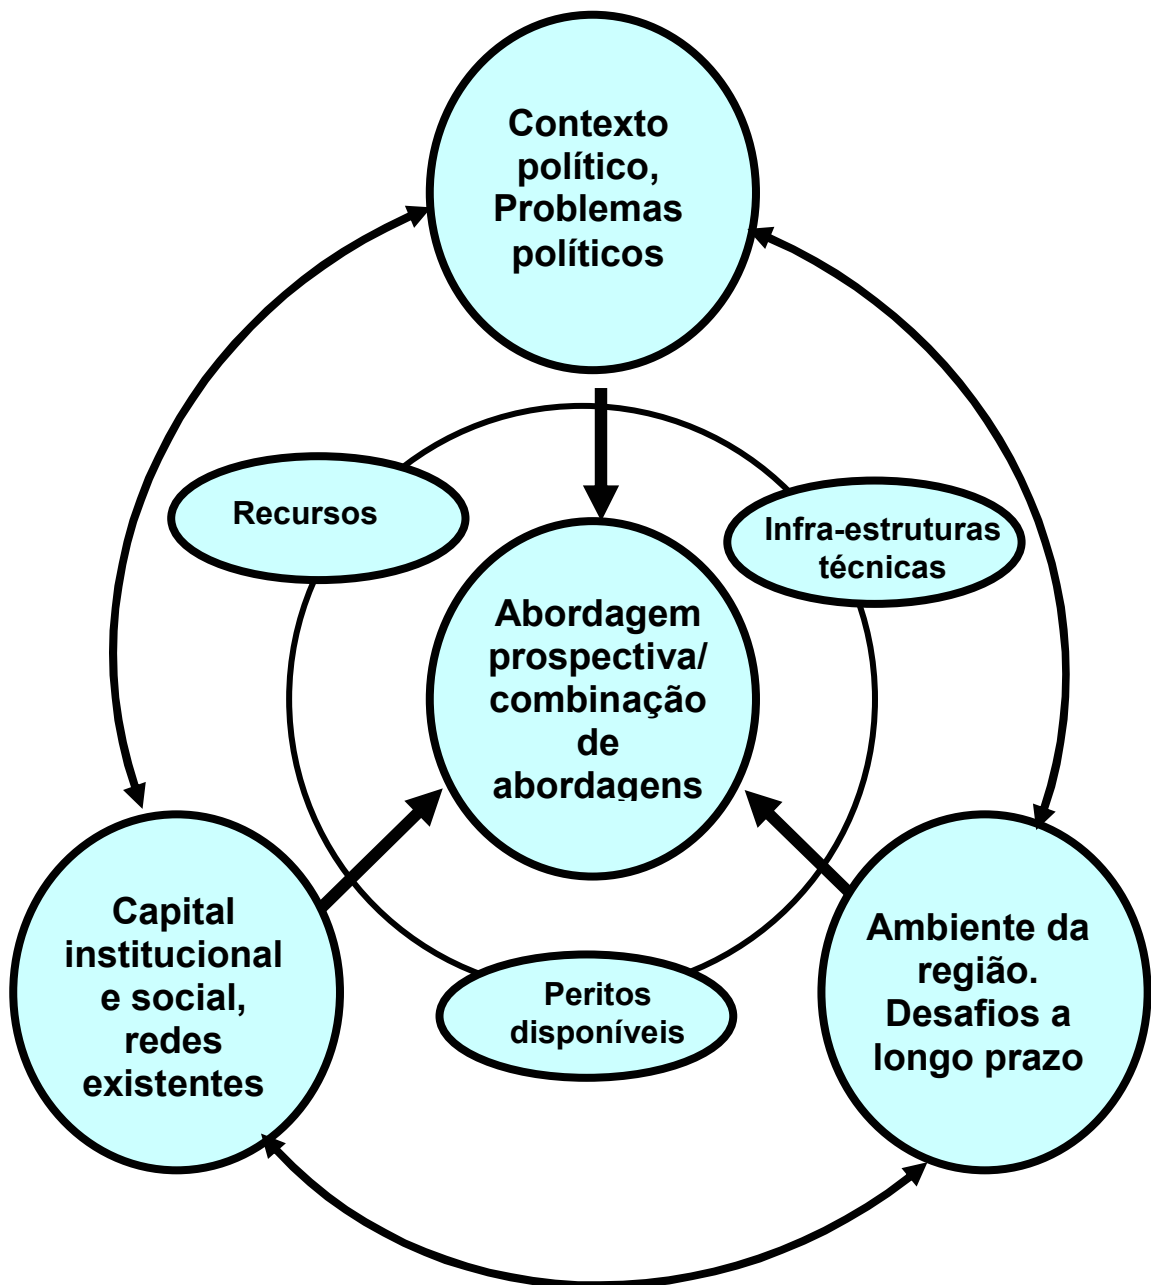 Contexto
político,
Problemas
políticos
Recursos
Infra-estruturas
técnicas
Abordagem
prospectiva/
combinação
de
abordagens
Capital
institucional
e social,
redes
existentes
Peritos
disponíveis
Ambiente da
região.
Desafios a
longo prazo